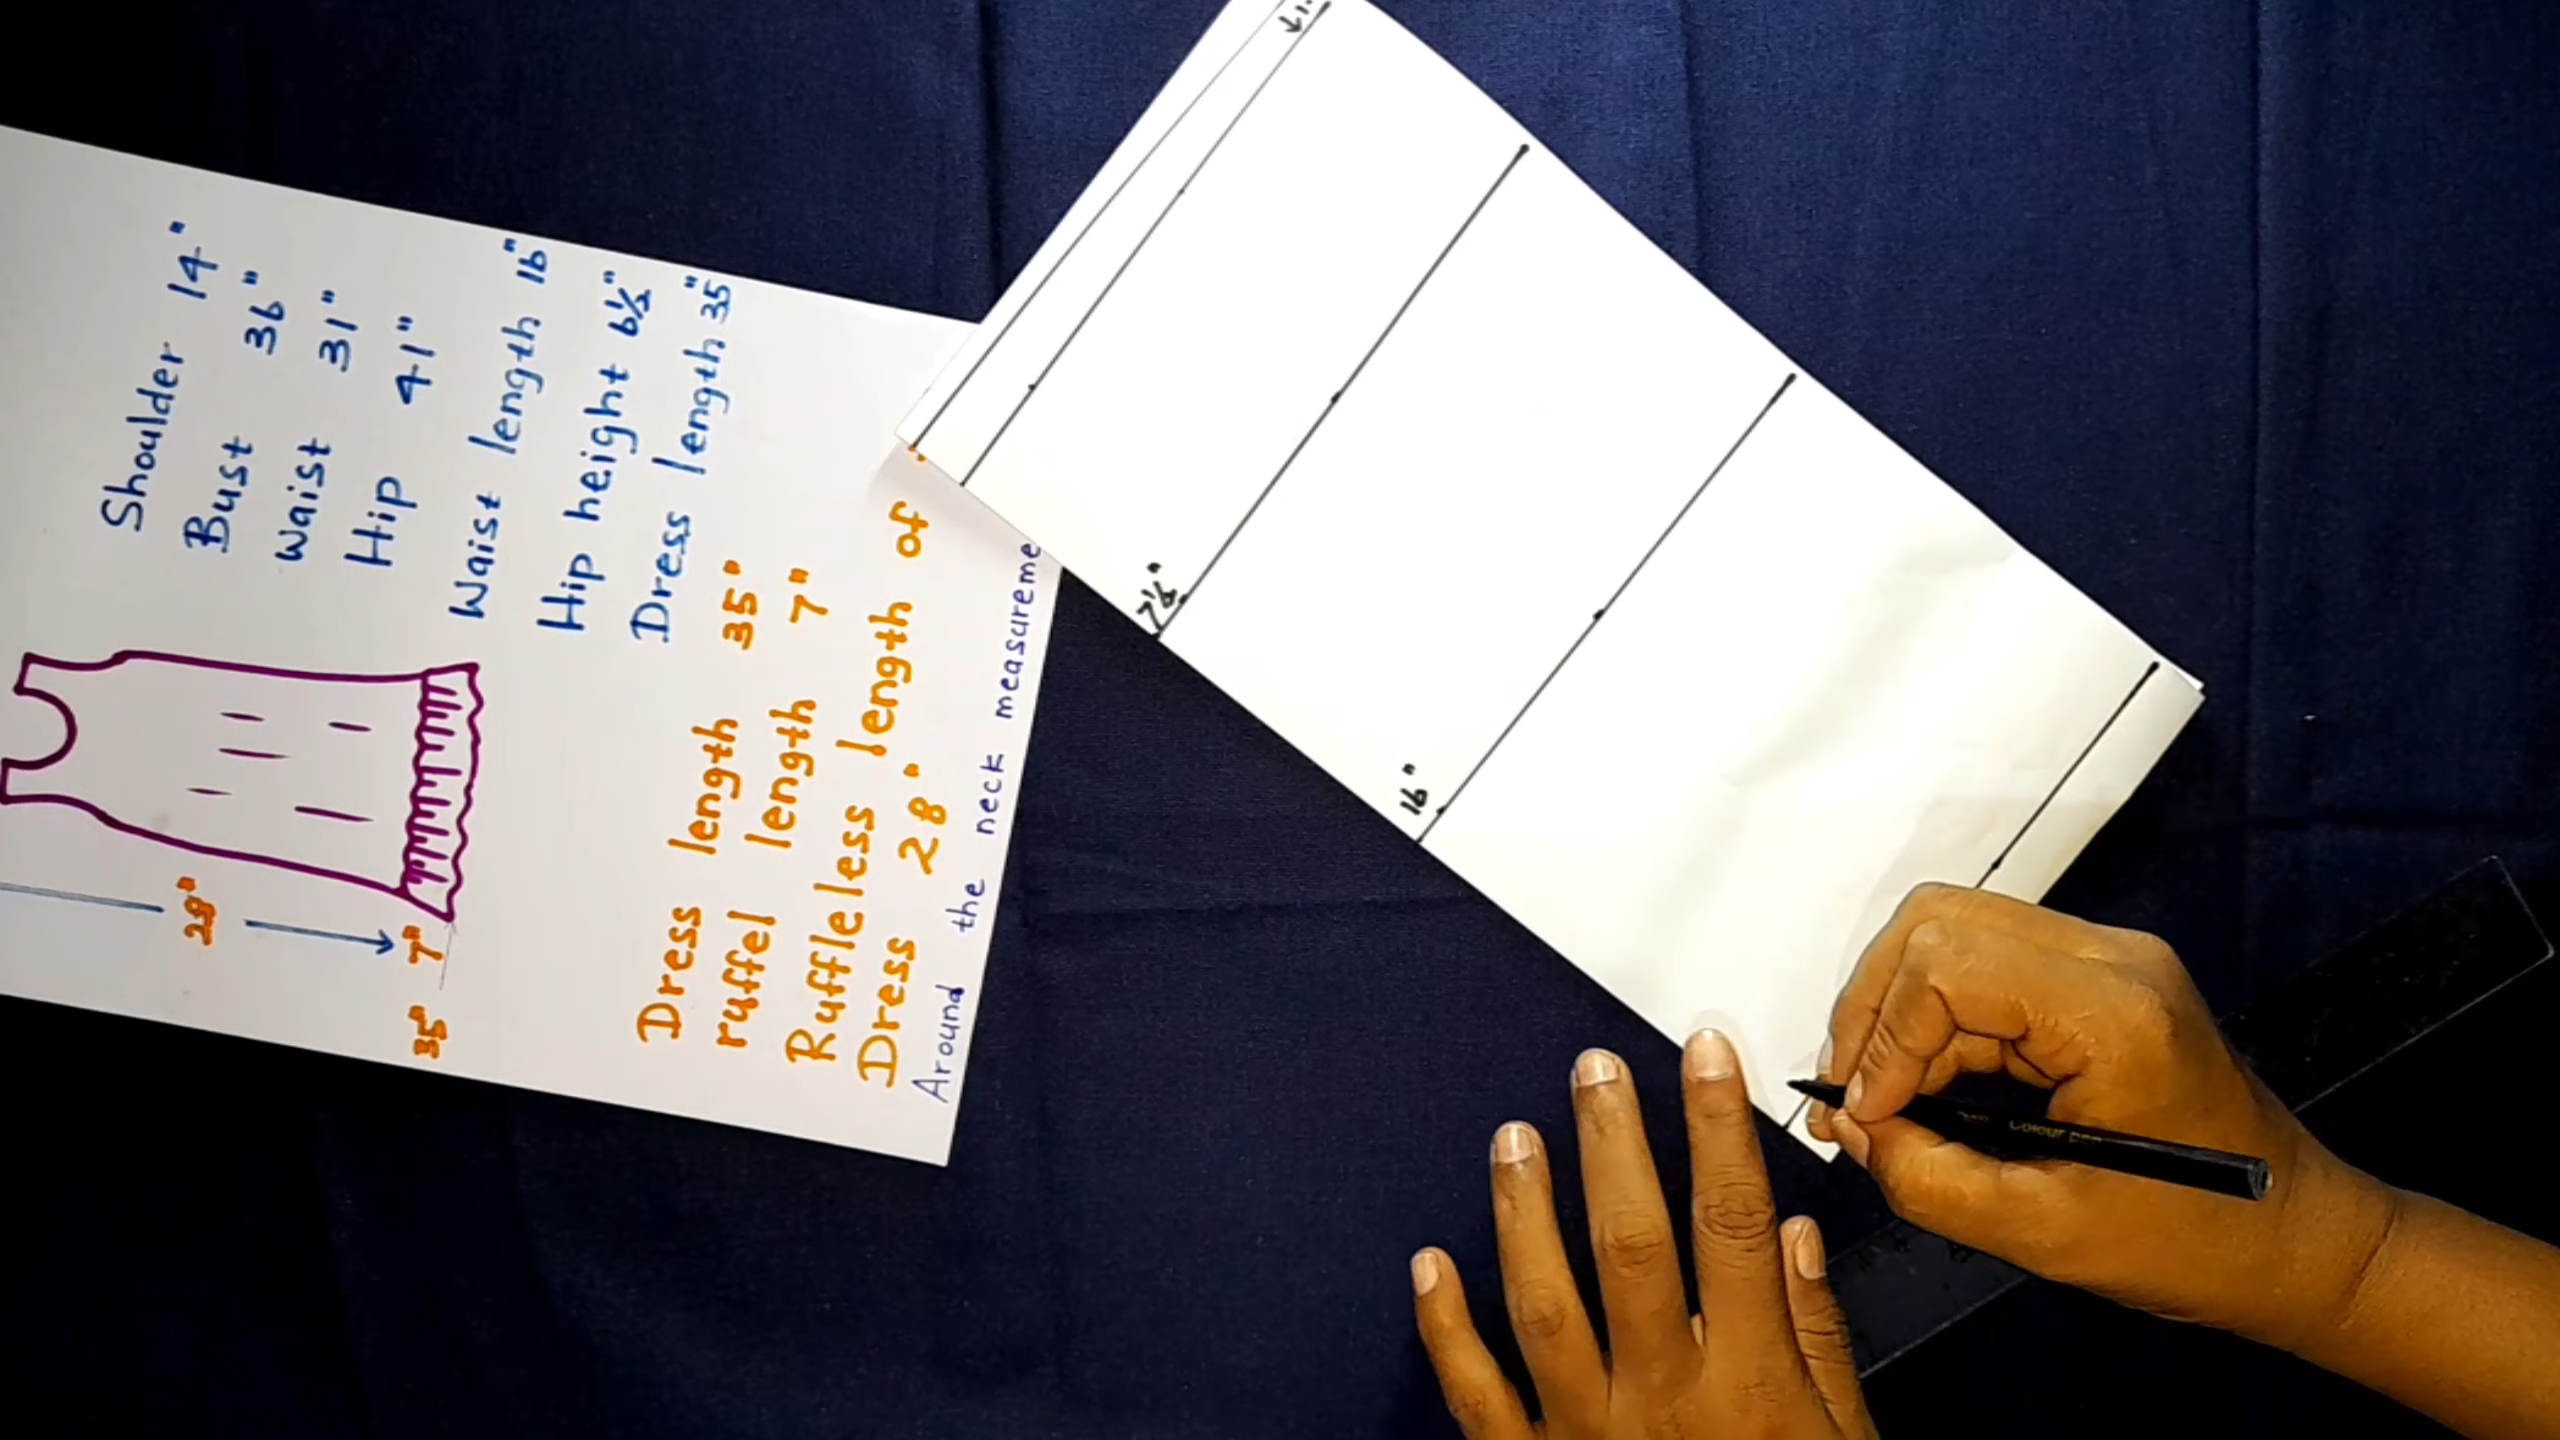 Shoulder 14"
Bust 36"
Waist 31"
Hip 41"
Waist length 16"
Hip height 6½"
Dress length 35"
Dress length 35"
ruffel length 7"
Ruffleless length of
Dress 28"
Around the neck
28"
7"
35"
7½"
16"
Colour pen